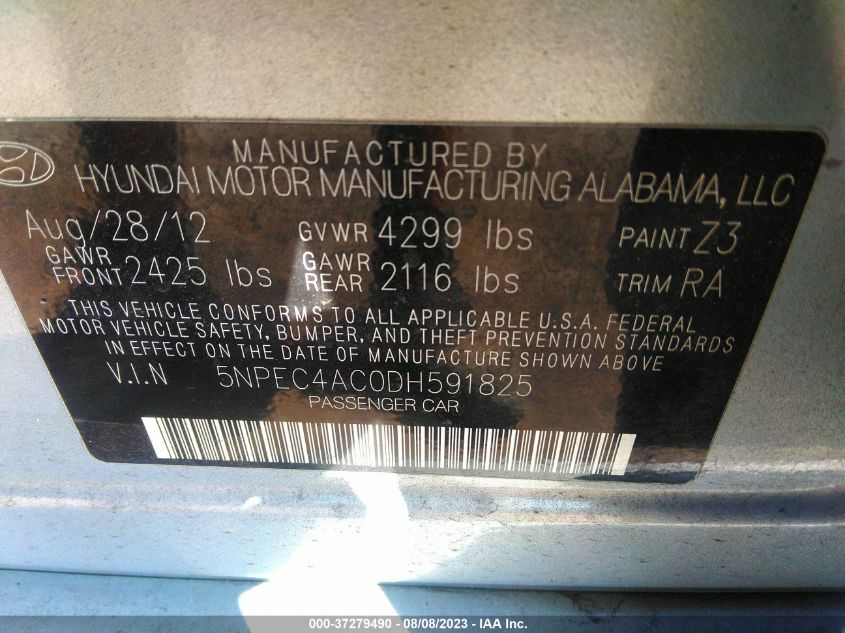 MANUFACTURED BY
HYUNDAI MOTOR MANUFACTURING ALABAMA, LLC
Aug/28/12 GVWR 4299 lbs PAINT Z3
GAWR FRONT 2425 lbs GAWR REAR 2116 lbs TRIM RA
THIS VEHICLE CONFORMS TO ALL APPLICABLE U.S.A. FEDERAL
MOTOR VEHICLE SAFETY, BUMPER, AND THEFT PREVENTION STANDARDS
IN EFFECT ON THE DATE OF MANUFACTURE SHOWN ABOVE
V.I.N 5NPEC4AC0DH591825
PASSENGER CAR
000-37279490 - 08/08/2023 - IAA Inc.